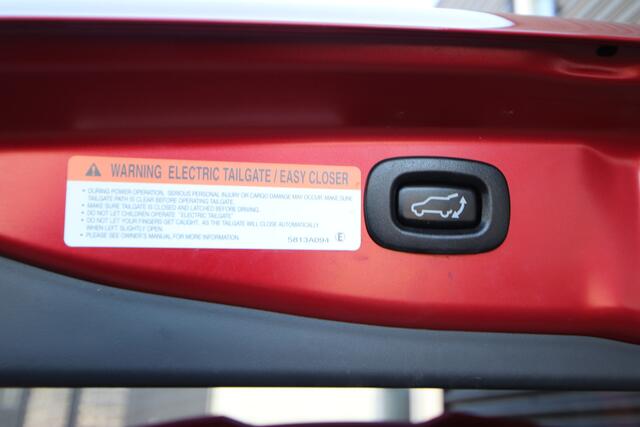 WARNING ELECTRIC TAILGATE / EASY CLOSER
• DURING POWER OPERATION, SERIOUS PERSONAL INJURY OR CARGO DAMAGE MAY OCCUR. MAKE SURE
TAILGATE PATH IS CLEAR BEFORE OPERATING TAILGATE.
• MAKE SURE TAILGATE IS CLOSED AND LATCHED BEFORE DRIVING.
• DO NOT LET CHILDREN OPERATE "ELECTRIC TAILGATE"
• DO NOT LET YOUR FINGERS GET CAUGHT, AS THE TAILGATE WILL CLOSE AUTOMATICALLY
WHEN LEFT SLIGHTLY OPEN.
• PLEASE SEE OWNER'S MANUAL FOR MORE INFORMATION.
5813A094 E